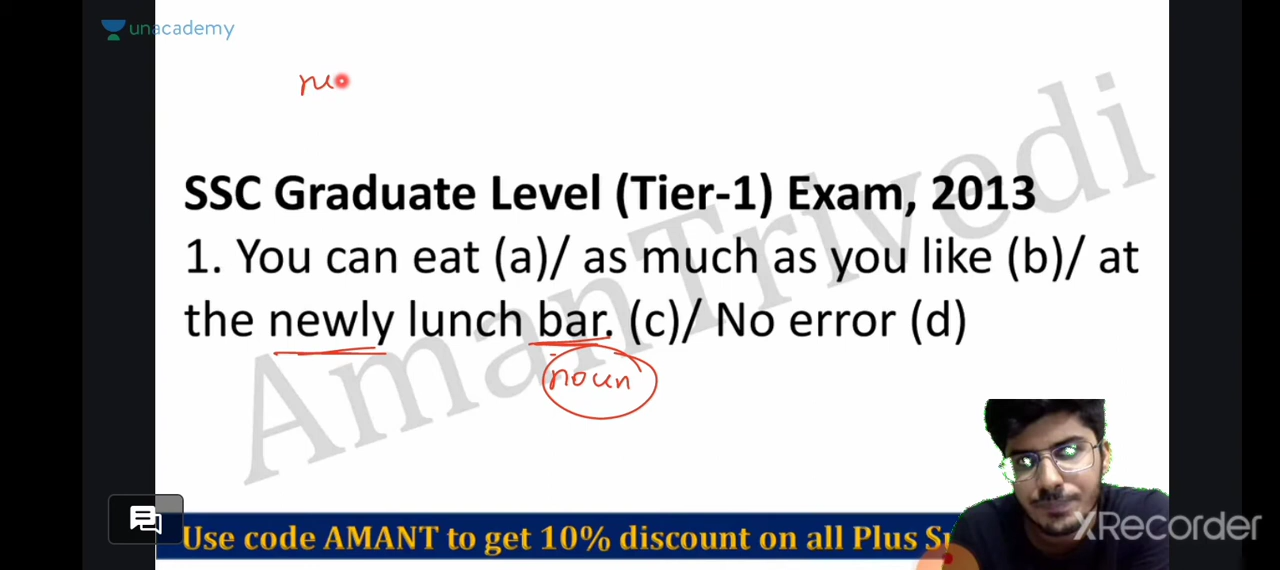 unacademy
ne
SSC Graduate Level (Tier-1) Exam, 2013
1. You can eat (a)/ as much as you like (b)/ at
the newly lunch bar. (c)/ No error (d)
noun
AmanTrivedi
Use code AMANT to get 10% discount on all Plus
XRecorder